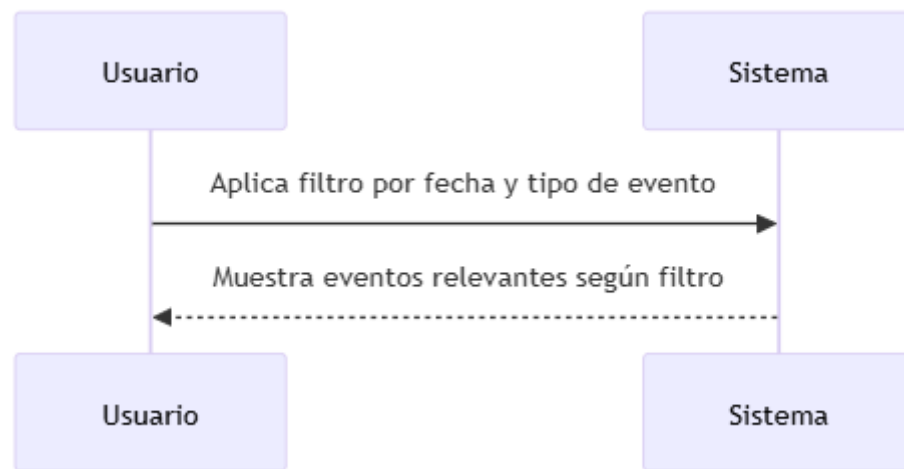 Usuario
Sistema
Aplica filtro por fecha y tipo de evento
Muestra eventos relevantes según filtro
Usuario
Sistema